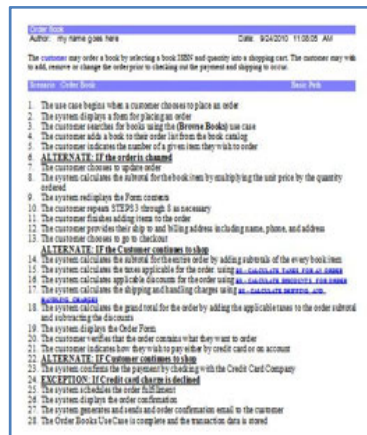 Order Book
Author: my name goes here Date: 9/24/2010 11:08:05 AM
The customer may order a book by selecting a book ISBN and quantity into a shopping cart. The customer may wish
to add, remove or change the order prior to checking out the payment and shipping to occur.
Scenario: Order Book Basic Path
1. The use case begins when a customer chooses to place an order
2. The system displays a form for placing an order
3. The customer searches for books using the (Browse Books) use case
4. The customer adds a book to their order list from the book catalog
5. The customer indicates the number of a given item they wish to order
6. ALTERNATE: IF the order is changed
7. The customer chooses to update order
8. The system calculates the subtotal for the book item by multiplying the unit price by the quantity
ordered
9. The system redisplays the Form contents
10. The customer repeats STEPS 3 through 8 as necessary
11. The customer finishes adding items to the order
12. The customer provides their ship to and billing address including name, phone, and address
13. The customer chooses to go to checkout
ALTERNATE: IF the Customer continues to shop
14. The system calculates the subtotal for the entire order by adding subtotals of the every book item
15. The system calculates the taxes applicable for the order using BR - CALCULATE TAXES FOR AN ORDER
16. The system calculates applicable discounts for the order using BR - CALCULATE DISCOUNTS FOR ORDER
17. The system calculates the shipping and handling charges using BR - CALCULATE SHIPPING AND
HANDLING CHARGES
18. The system calculates the grand total for the order by adding the applicable taxes to the order subtotal
and subtracting the discounts
19. The system displays the Order Form
20. The customer verifies that the order contains what they want to order
21. The customer indicates how they wish to pay either by credit card or on account
22. ALTERNATE: IF Customer continues to shop
23. The system confirms the the payment by checking with the Credit Card Company
24. EXCEPTION: If Credit card charge is declined
25. The system schedules the order fulfillment
26. The system displays the order confirmation
27. The system generates and sends and order confirmation email to the customer
28. The Order Books Use Case is complete and the transaction data is stored